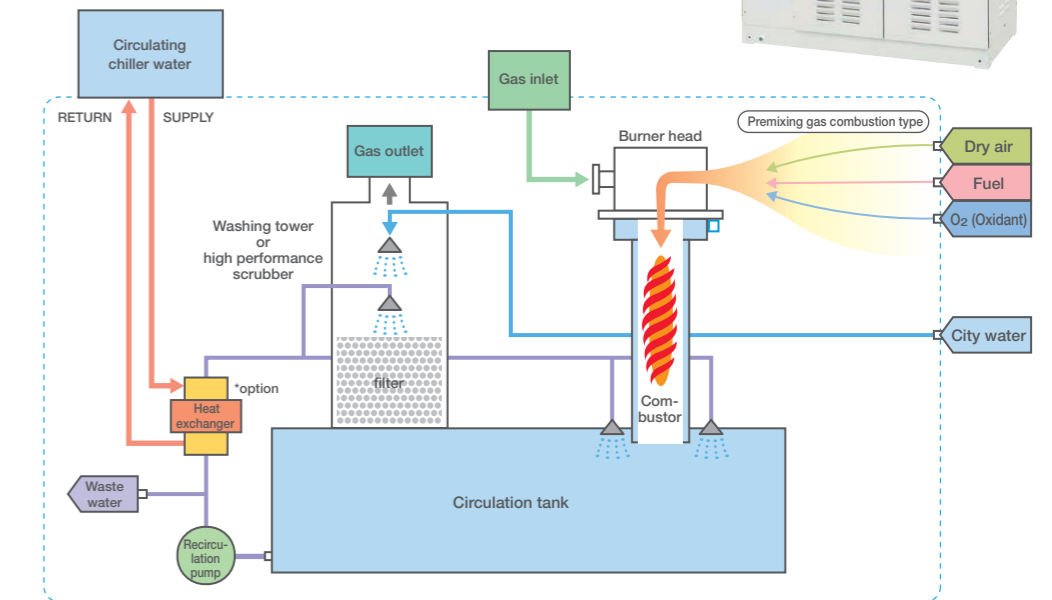 Circulating
chiller water
RETURN
SUPPLY
Gas inlet
Premixing gas combustion type
Burner head
Dry air
Fuel
O₂ (Oxidant)
Gas outlet
Washing tower
or
high performance
scrubber
City water
filter
*option
Heat
exchanger
Com-
bustor
Waste
water
Circulation tank
Recircu-
lation
pump